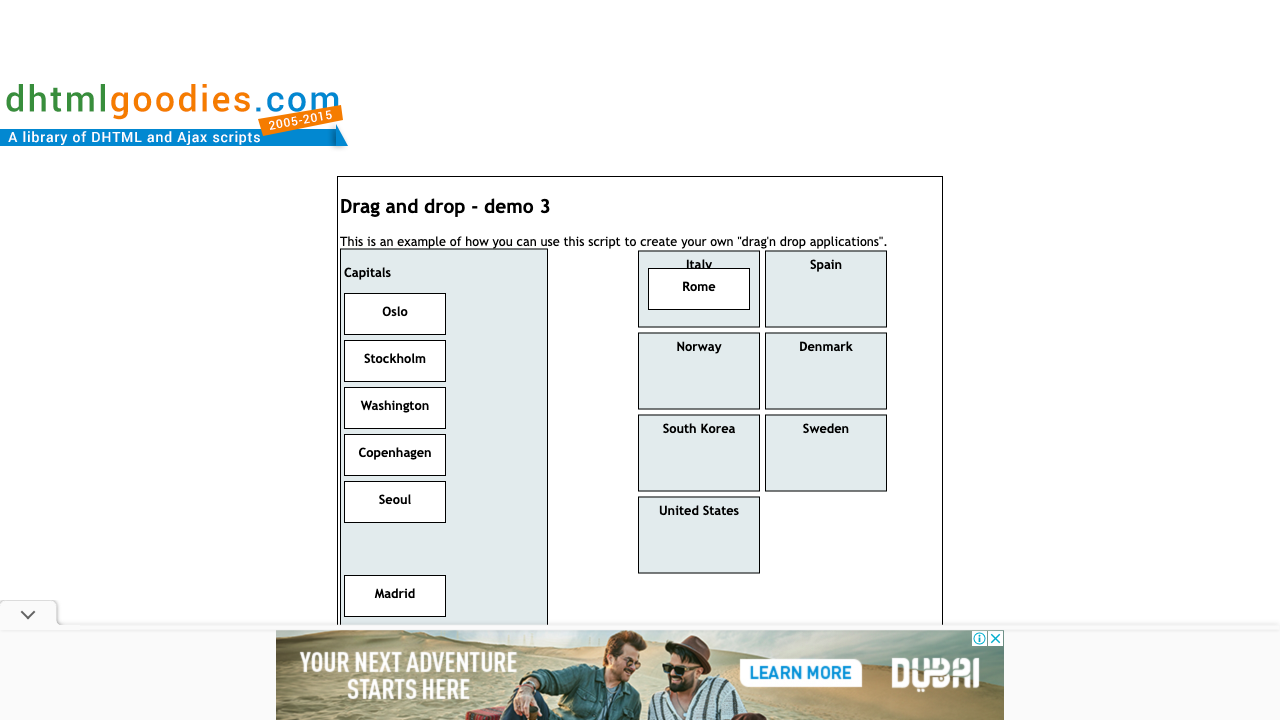 dhtmlgoodies.com
2005-2015
A library of DHTML and Ajax scripts
Drag and drop - demo 3
This is an example of how you can use this script to create your own "drag'n drop applications".
Capitals
Oslo
Stockholm
Washington
Copenhagen
Seoul
Madrid
Italy
Rome
Spain
Norway
Denmark
South Korea
Sweden
United States
YOUR NEXT ADVENTURE
STARTS HERE
LEARN MORE
DUBAI